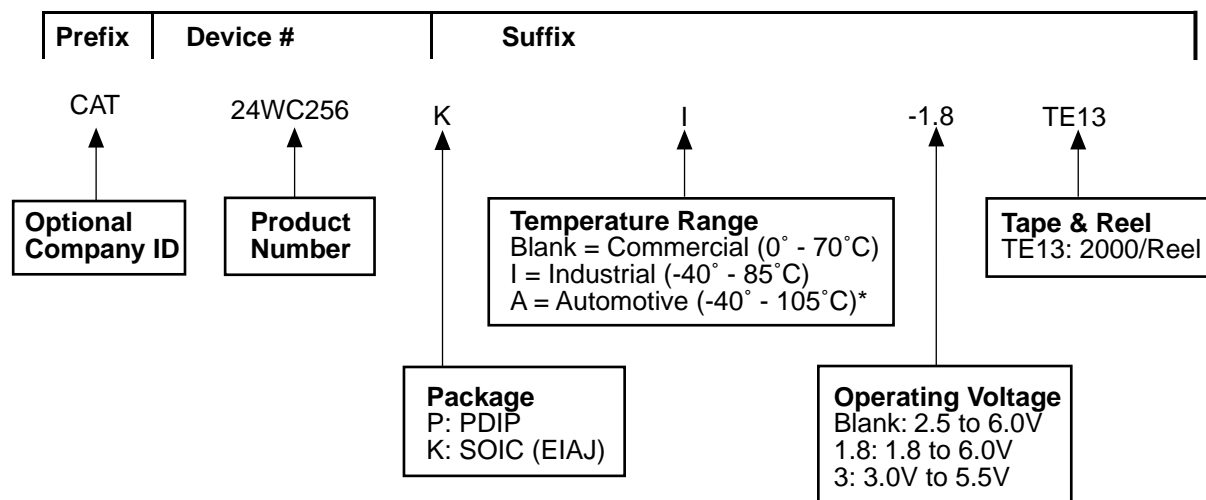 Prefix Device # Suffix
CAT 24WC256 K I -1.8 TE13
Optional
Company ID
Product
Number
Temperature Range
Blank = Commercial (0˚ - 70˚C)
I = Industrial (-40˚ - 85˚C)
A = Automotive (-40˚ - 105˚C)*
Tape & Reel
TE13: 2000/Reel
Package
P: PDIP
K: SOIC (EIAJ)
Operating Voltage
Blank: 2.5 to 6.0V
1.8: 1.8 to 6.0V
3: 3.0V to 5.5V